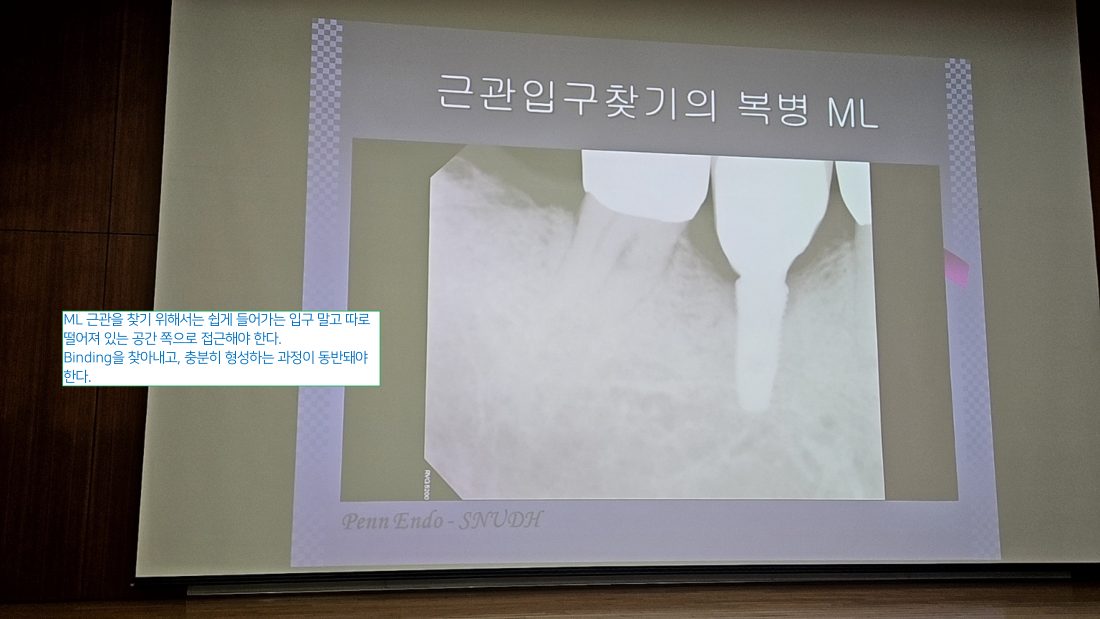 근관입구찾기의 복병 ML
ML 근관을 찾기 위해서는 쉽게 들어가는 입구 말고 따로
떨어져 있는 공간 쪽으로 접근해야 한다.
Binding을 찾아내고, 충분히 형성하는 과정이 동반돼야
한다.
RVG 5200
Penn Endo - SNUDH